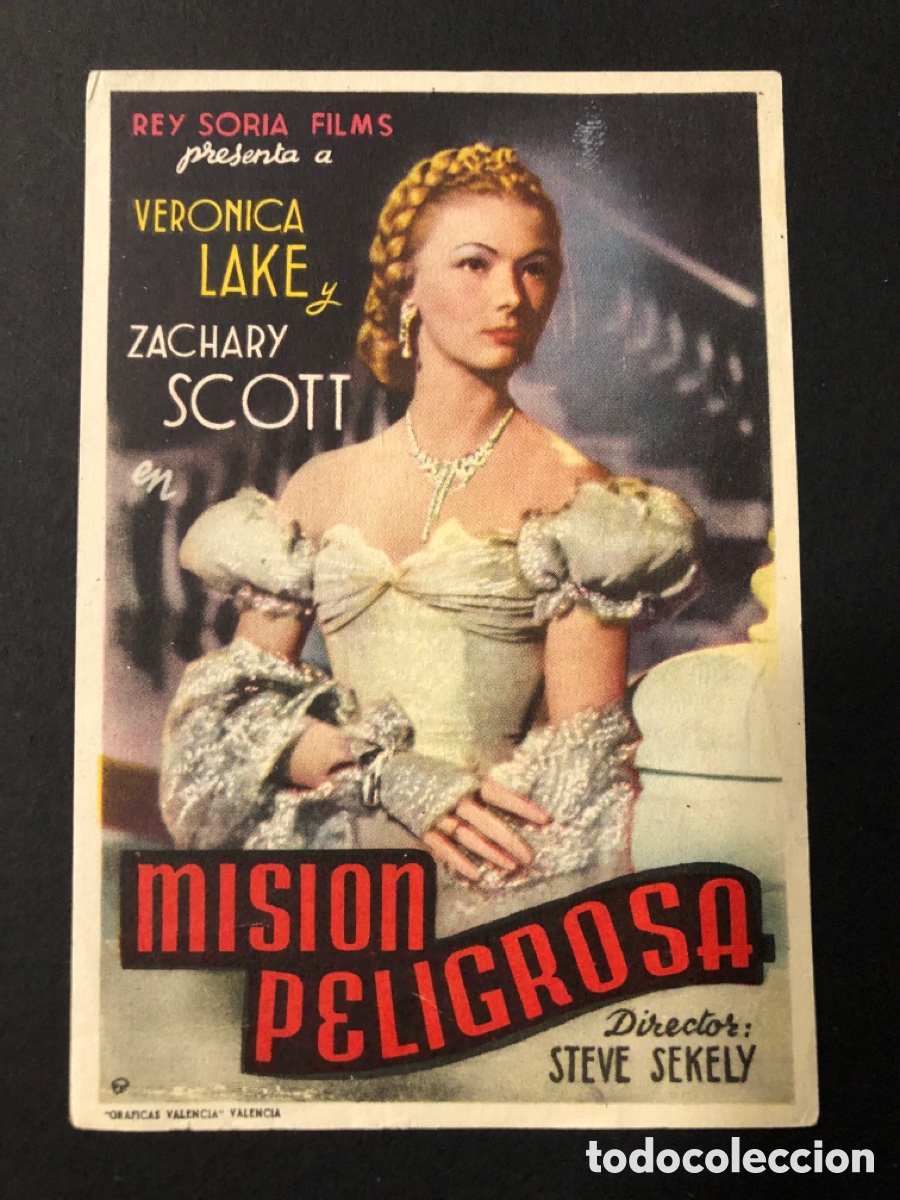 REY SORIA FILMS
presenta a
VERONICA
LAKE y
ZACHARY
SCOTT
en
MISION
PELIGROSA
Director:
STEVE SEKELY
"GRAFICAS VALENCIA" VALENCIA
todocoleccion